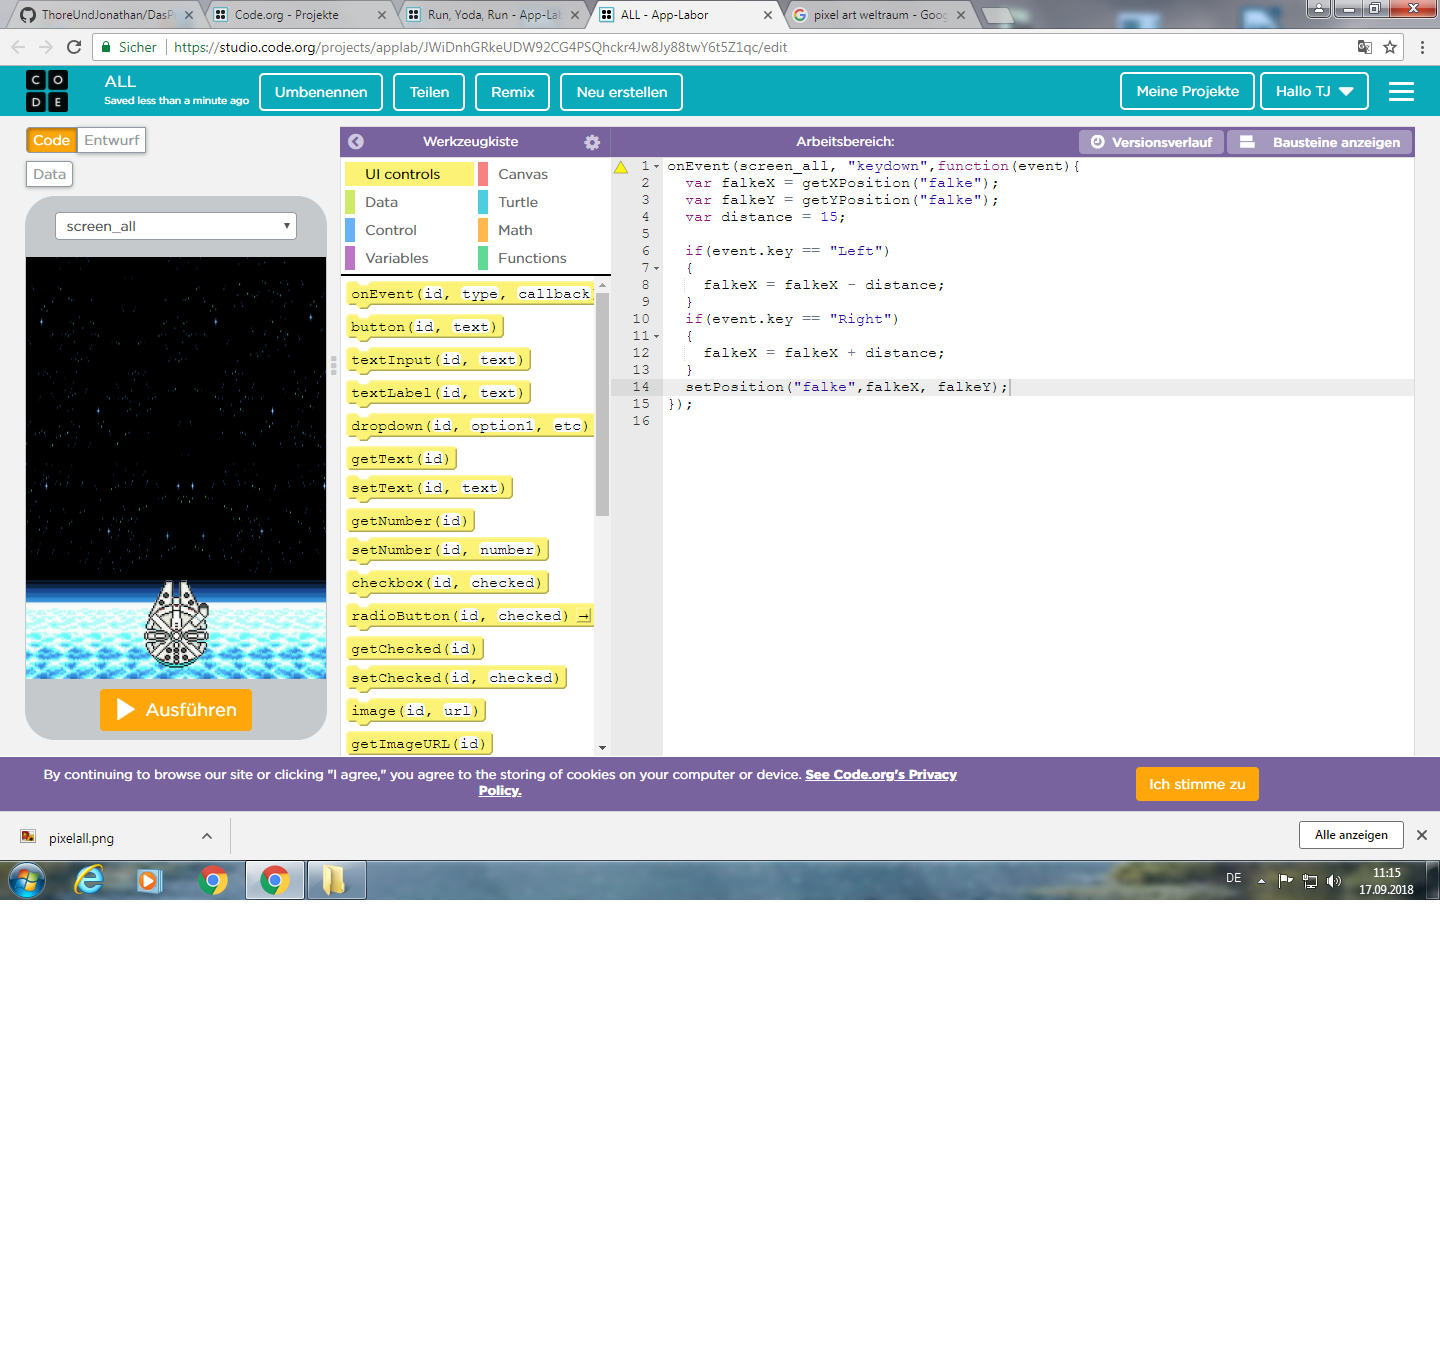 ThoreUndJonathan/DasP
Code.org - Projekte
Run, Yoda, Run - App-Lab
ALL - App-Labor
pixel art weltraum - Goog
Sicher
https://studio.code.org/projects/applab/JWiDnhGRkeUDW92CG4PSQhckr4Jw8Jy88twY6t5Z1qc/edit
CODE
ALL
Saved less than a minute ago
Umbenennen
Teilen
Remix
Neu erstellen
Meine Projekte
Hallo TJ
Code
Entwurf
Data
screen_all
Ausführen
Werkzeugkiste
UI controls
Canvas
Data
Turtle
Control
Math
Variables
Functions
onEvent(id, type, callback
button(id, text)
textInput(id, text)
textLabel(id, text)
dropdown(id, option1, etc)
getText(id)
setText(id, text)
getNumber(id)
setNumber(id, number)
checkbox(id, checked)
radioButton(id, checked)
getChecked(id)
setChecked(id, checked)
image(id, url)
getImageURL(id)
Arbeitsbereich:
Versionsverlauf
Bausteine anzeigen
1 onEvent(screen_all, "keydown",function(event){
2 var falkeX = getXPosition("falke");
3 var falkeY = getYPosition("falke");
4 var distance = 15;
5
6 if(event.key == "Left")
7 {
8 falkeX = falkeX - distance;
9 }
10 if(event.key == "Right")
11 {
12 falkeX = falkeX + distance;
13 }
14 setPosition("falke",falkeX, falkeY);
15 });
16
By continuing to browse our site or clicking "I agree," you agree to the storing of cookies on your computer or device. See Code.org's Privacy
Policy.
Ich stimme zu
pixelall.png
Alle anzeigen
DE
11:15
17.09.2018